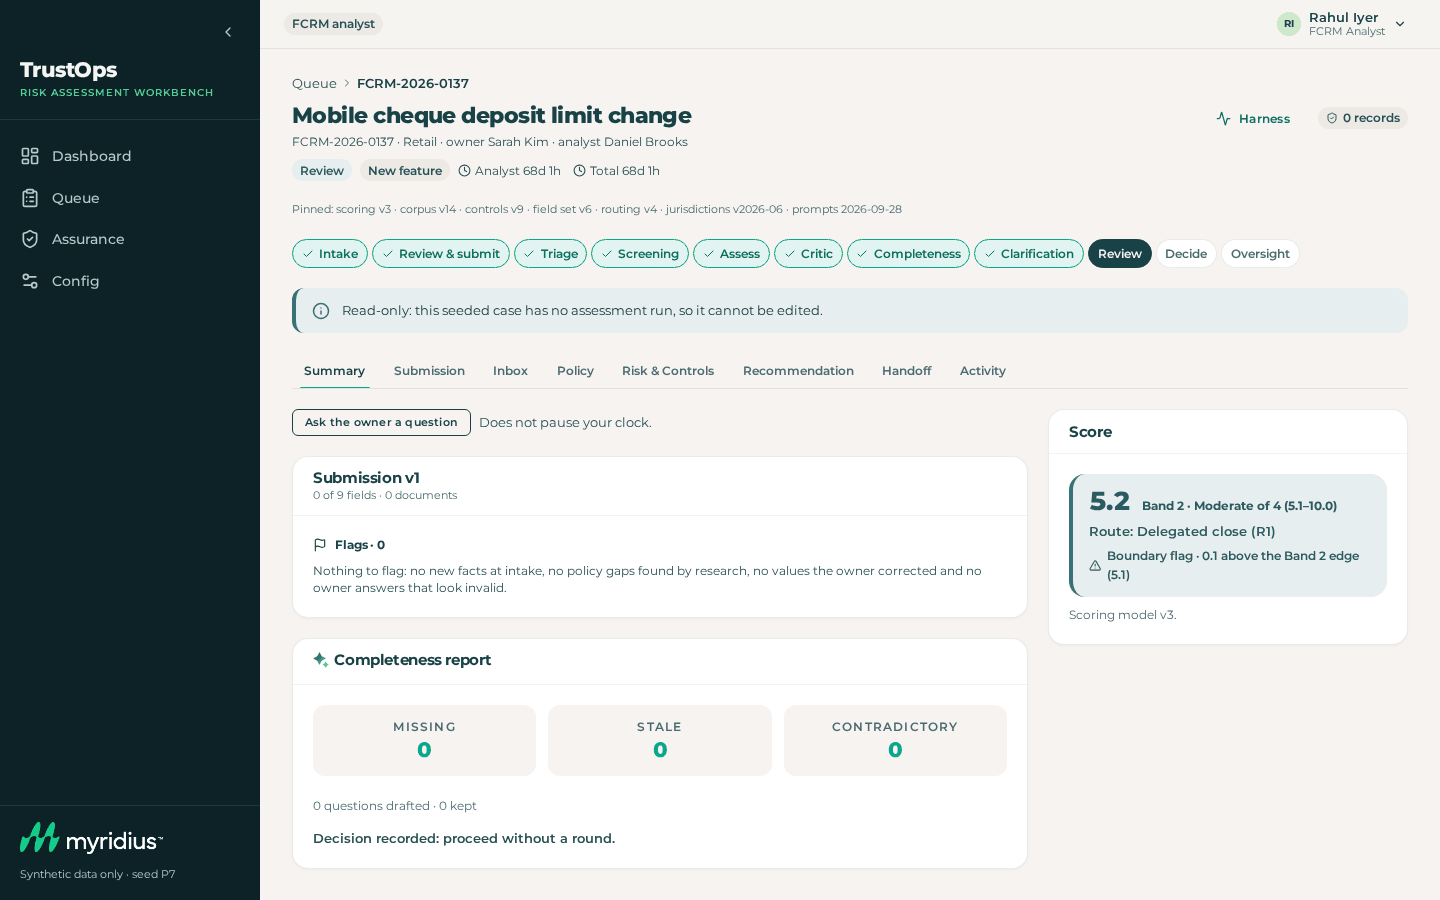 TrustOps
RISK ASSESSMENT WORKBENCH
Dashboard
Queue
Assurance
Config
myridius™
Synthetic data only · seed P7
FCRM analyst
RI
Rahul Iyer
FCRM Analyst
Queue > FCRM-2026-0137
Mobile cheque deposit limit change
Harness
0 records
FCRM-2026-0137 · Retail · owner Sarah Kim · analyst Daniel Brooks
Review New feature Analyst 68d 1h Total 68d 1h
Pinned: scoring v3 · corpus v14 · controls v9 · field set v6 · routing v4 · jurisdictions v2026-06 · prompts 2026-09-28
Intake Review & submit Triage Screening Assess Critic Completeness Clarification Review Decide Oversight
Read-only: this seeded case has no assessment run, so it cannot be edited.
Summary Submission Inbox Policy Risk & Controls Recommendation Handoff Activity
Ask the owner a question Does not pause your clock.
Submission v1
0 of 9 fields · 0 documents
Flags · 0
Nothing to flag: no new facts at intake, no policy gaps found by research, no values the owner corrected and no
owner answers that look invalid.
Completeness report
MISSING
0
STALE
0
CONTRADICTORY
0
0 questions drafted · 0 kept
Decision recorded: proceed without a round.
Score
5.2 Band 2 · Moderate of 4 (5.1–10.0)
Route: Delegated close (R1)
Boundary flag · 0.1 above the Band 2 edge
(5.1)
Scoring model v3.